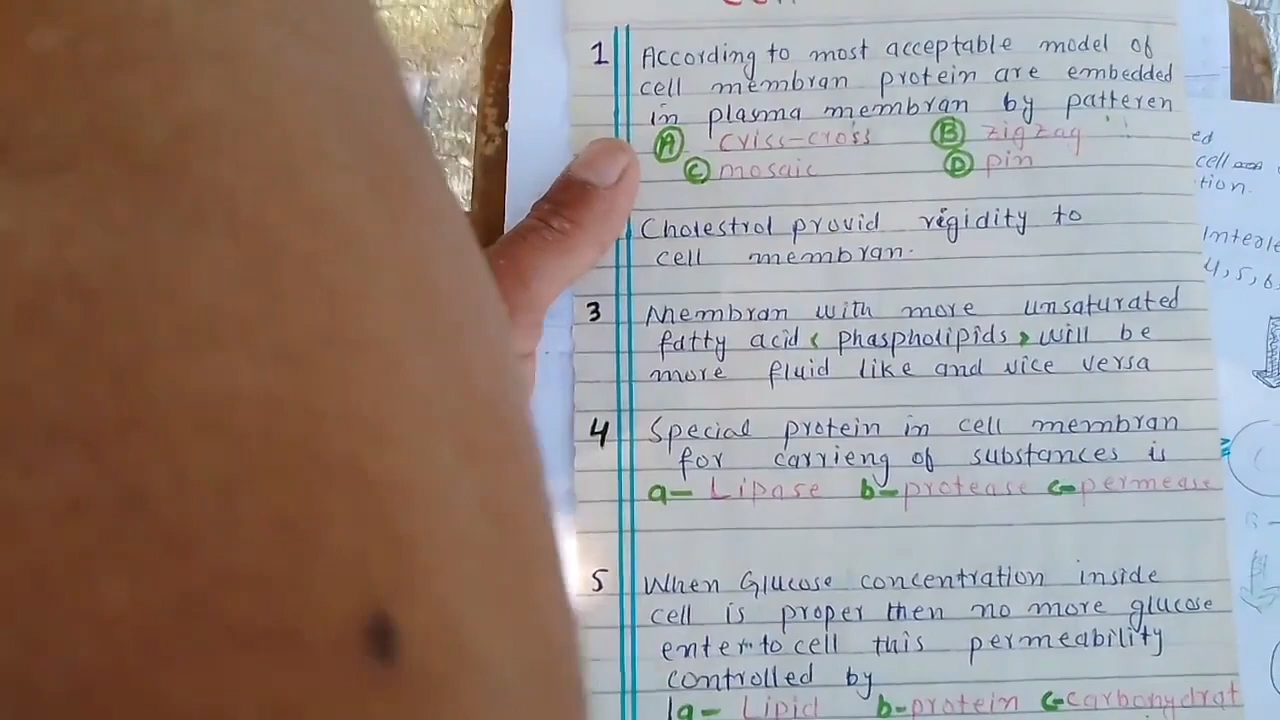 1 According to most acceptable model of
cell membran protein are embedded
in plasma membran by patteren
A criss-cross B zigzag
C mosaic D pin
Cholestrol provid rigidity to
cell membran.
3 Membran with more unsaturated
fatty acid < phaspholipids > will be
more fluid like and vice versa
4 Special protein in cell membran
for carrieng of substances is
a- Lipase b- protease c- permease
5 When Glucose concentration inside
cell is proper then no more glucose
enter to cell this permeability
controlled by
a- Lipid b- protein c- carbohydrat
ed
cell
tion.
4, 5, 6,